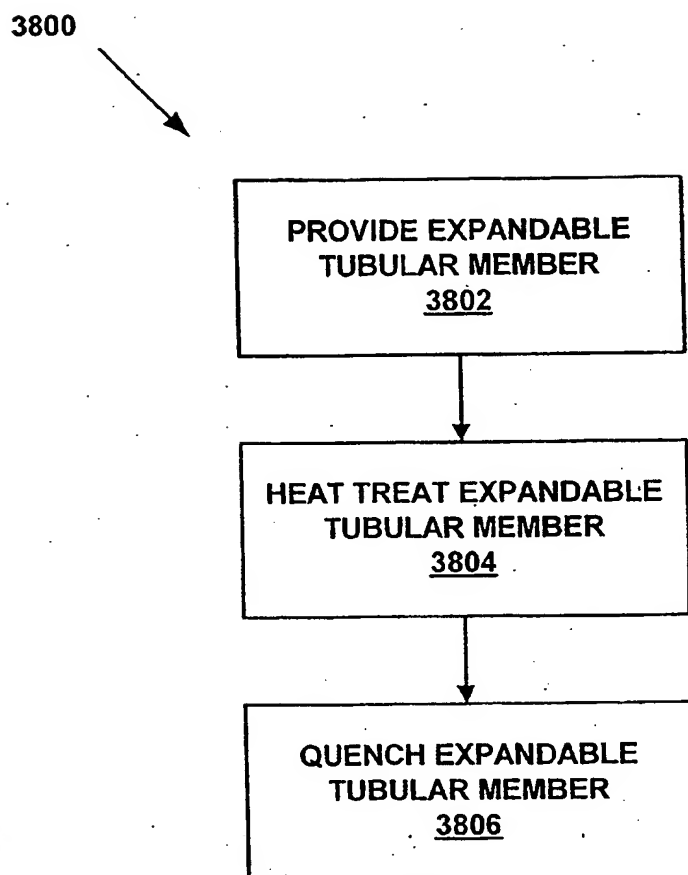 3800
PROVIDE EXPANDABLE
TUBULAR MEMBER
3802
HEAT TREAT EXPANDABLE
TUBULAR MEMBER
3804
QUENCH EXPANDABLE
TUBULAR MEMBER
3806